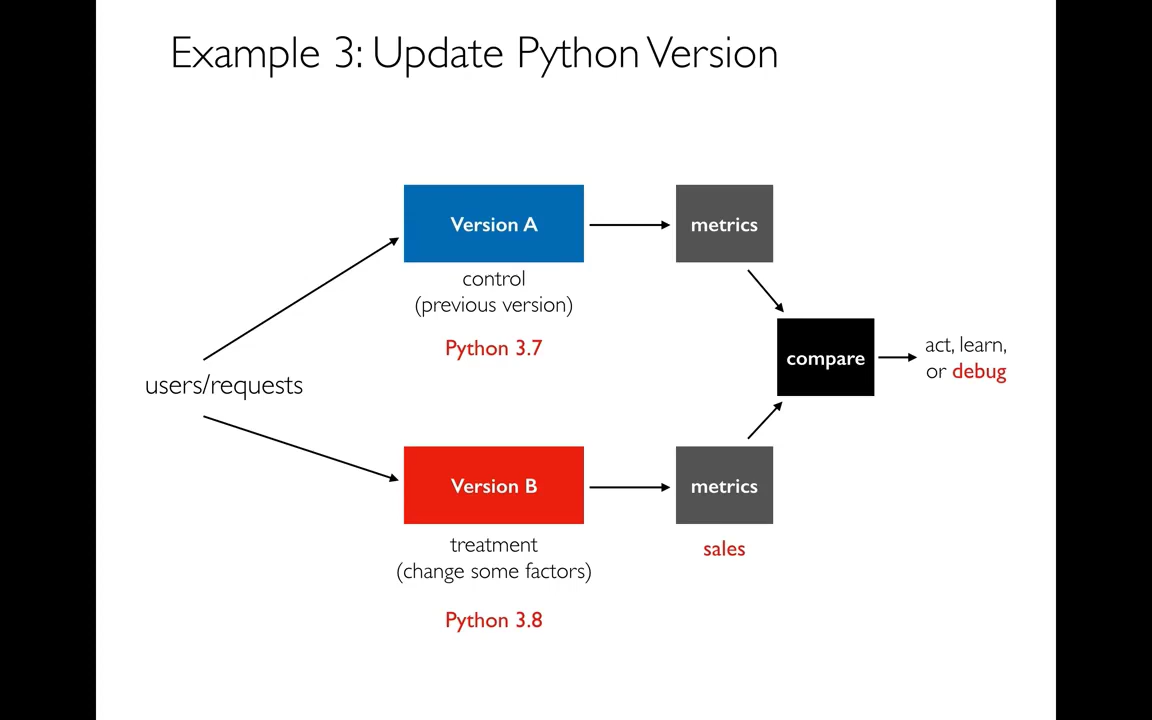 Example 3: Update Python Version
Version A
metrics
control
(previous version)
Python 3.7
compare
act, learn,
or debug
users/requests
Version B
metrics
treatment
(change some factors)
sales
Python 3.8